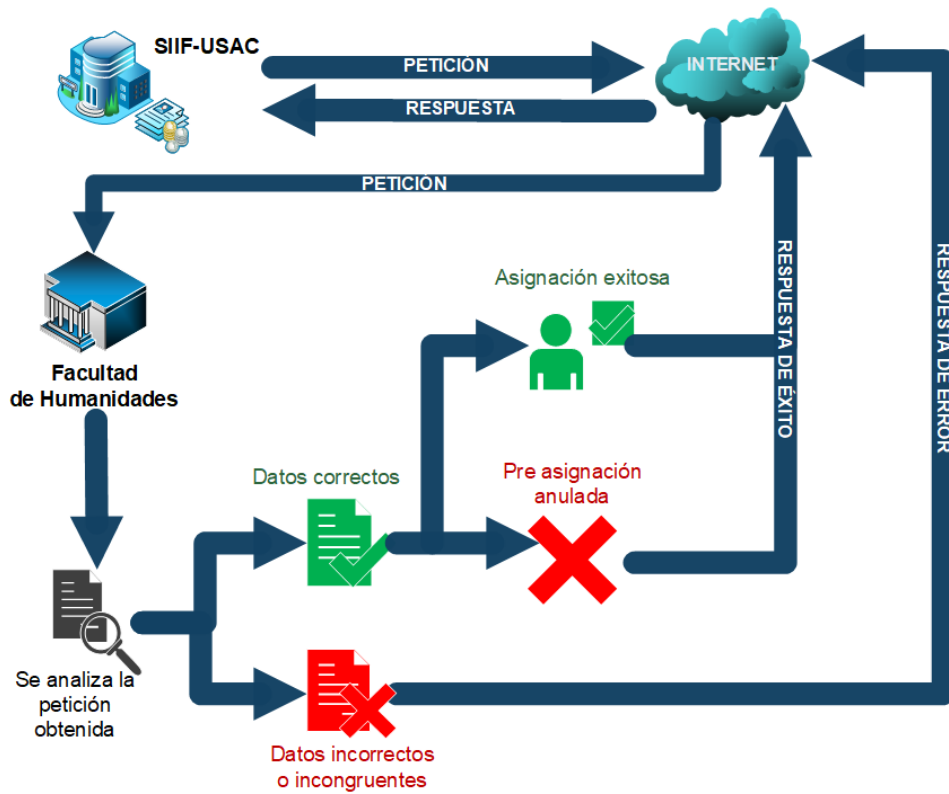 SIIF-USAC
PETICIÓN
INTERNET
RESPUESTA
PETICIÓN
Facultad
de Humanidades
Asignación exitosa
RESPUESTA DE ÉXITO
RESPUESTA DE ERROR
Datos correctos
Pre asignación
anulada
Se analiza la
petición
obtenida
Datos incorrectos
o incongruentes